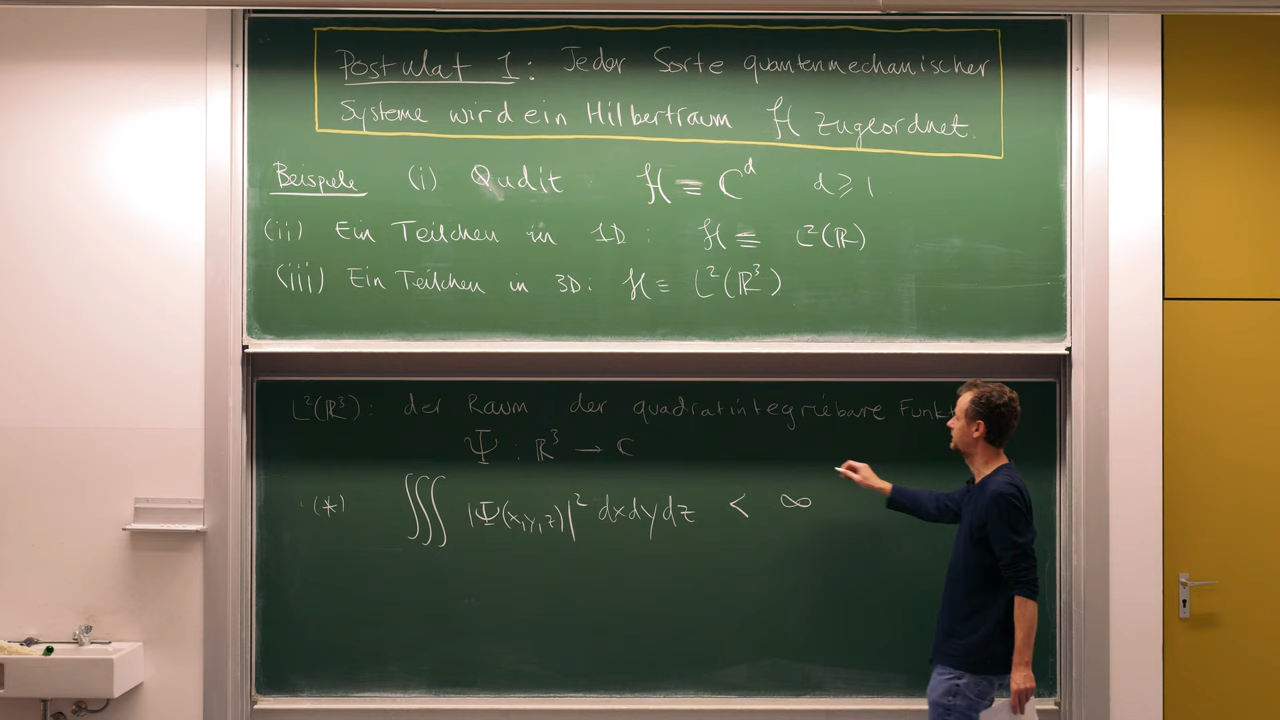 Postulat 1: Jeder Sorte quantenmechanischer
Systeme wird ein Hilbertraum ℋ zugeordnet.
Beispiele (i) Qudit ℋ ≡ ℂ^d d ⩾ 1
(ii) Ein Teilchen in 1D: ℋ ≡ L²(ℝ)
(iii) Ein Teilchen in 3D: ℋ ≡ L²(ℝ³)
L²(ℝ³): der Raum der quadratintegriebare
Ψ : ℝ³ → ℂ
(*) ∭ |Ψ(x,y,z)|² dxdydz < ∞